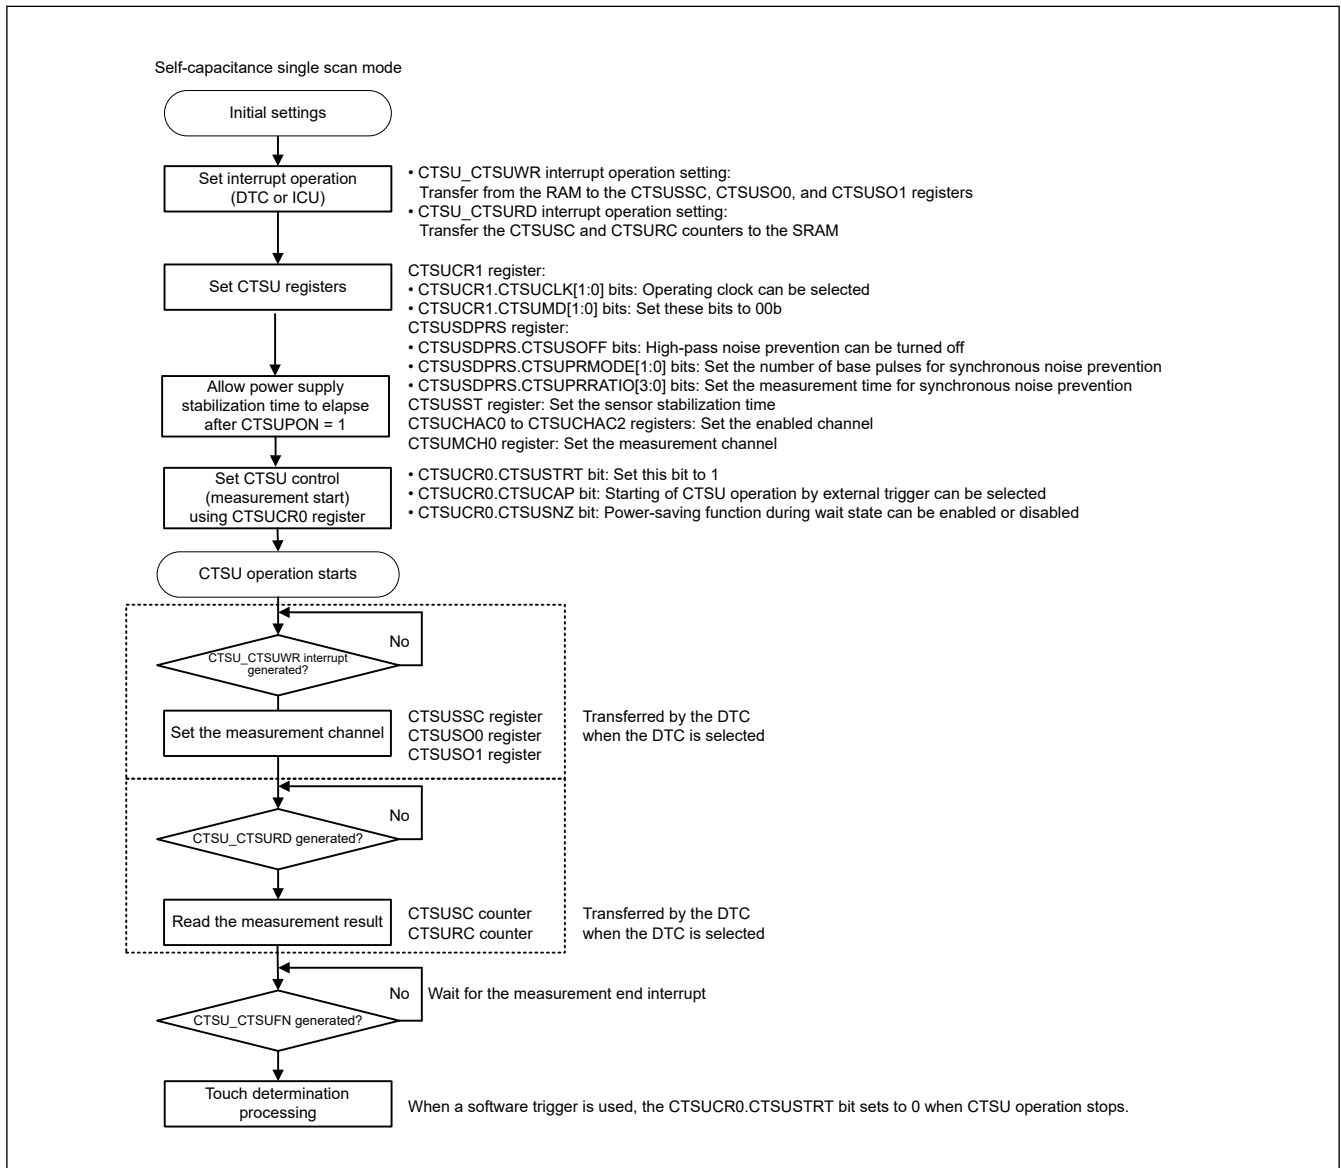 Self-capacitance single scan mode
Initial settings
Set interrupt operation
(DTC or ICU)
• CTSU_CTSUWR interrupt operation setting:
Transfer from the RAM to the CTSUSSC, CTSUSO0, and CTSUSO1 registers
• CTSU_CTSURD interrupt operation setting:
Transfer the CTSUSC and CTSURC counters to the SRAM
Set CTSU registers
CTSUCR1 register:
• CTSUCR1.CTSUCLK[1:0] bits: Operating clock can be selected
• CTSUCR1.CTSUMD[1:0] bits: Set these bits to 00b
CTSUSDPRS register:
• CTSUSDPRS.CTSUSOFF bits: High-pass noise prevention can be turned off
• CTSUSDPRS.CTSUPRMODE[1:0] bits: Set the number of base pulses for synchronous noise prevention
• CTSUSDPRS.CTSUPRRATIO[3:0] bits: Set the measurement time for synchronous noise prevention
CTSUSST register: Set the sensor stabilization time
CTSUCHAC0 to CTSUCHAC2 registers: Set the enabled channel
CTSUMCH0 register: Set the measurement channel
Allow power supply
stabilization time to elapse
after CTSUPON = 1
Set CTSU control
(measurement start)
using CTSUCR0 register
• CTSUCR0.CTSUSTRT bit: Set this bit to 1
• CTSUCR0.CTSUCAP bit: Starting of CTSU operation by external trigger can be selected
• CTSUCR0.CTSUSNZ bit: Power-saving function during wait state can be enabled or disabled
CTSU operation starts
No
CTSU_CTSUWR interrupt
generated?
Set the measurement channel
CTSUSSC register
CTSUSO0 register
CTSUSO1 register
Transferred by the DTC
when the DTC is selected
No
CTSU_CTSURD generated?
Read the measurement result
CTSUSC counter
CTSURC counter
Transferred by the DTC
when the DTC is selected
No
Wait for the measurement end interrupt
CTSU_CTSUFN generated?
Touch determination
processing
When a software trigger is used, the CTSUCR0.CTSUSTRT bit sets to 0 when CTSU operation stops.